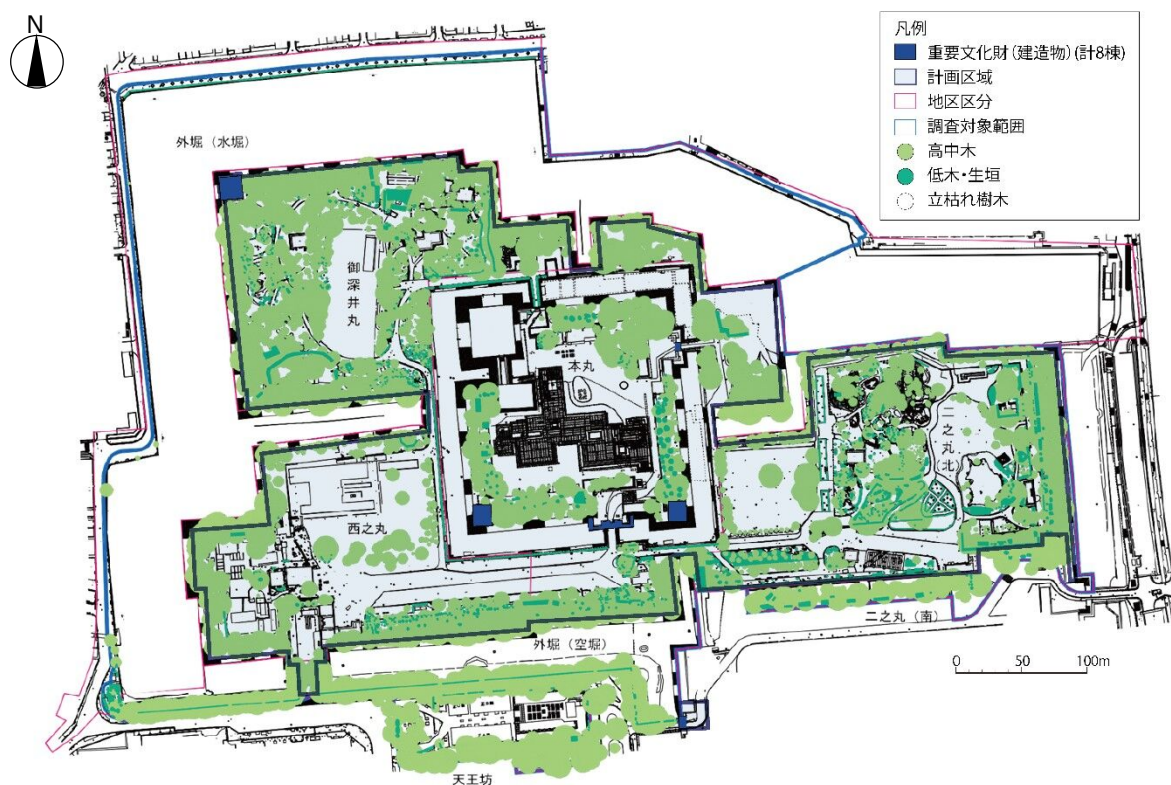 N
凡例
重要文化財（建造物）（計8棟）
計画区域
地区区分
調査対象範囲
高中木
低木・生垣
立枯れ樹木
外堀（水堀）
御深井丸
本丸
二之丸北
西之丸
二之丸（南）
外堀（空堀）
0 50 100m
天王坊